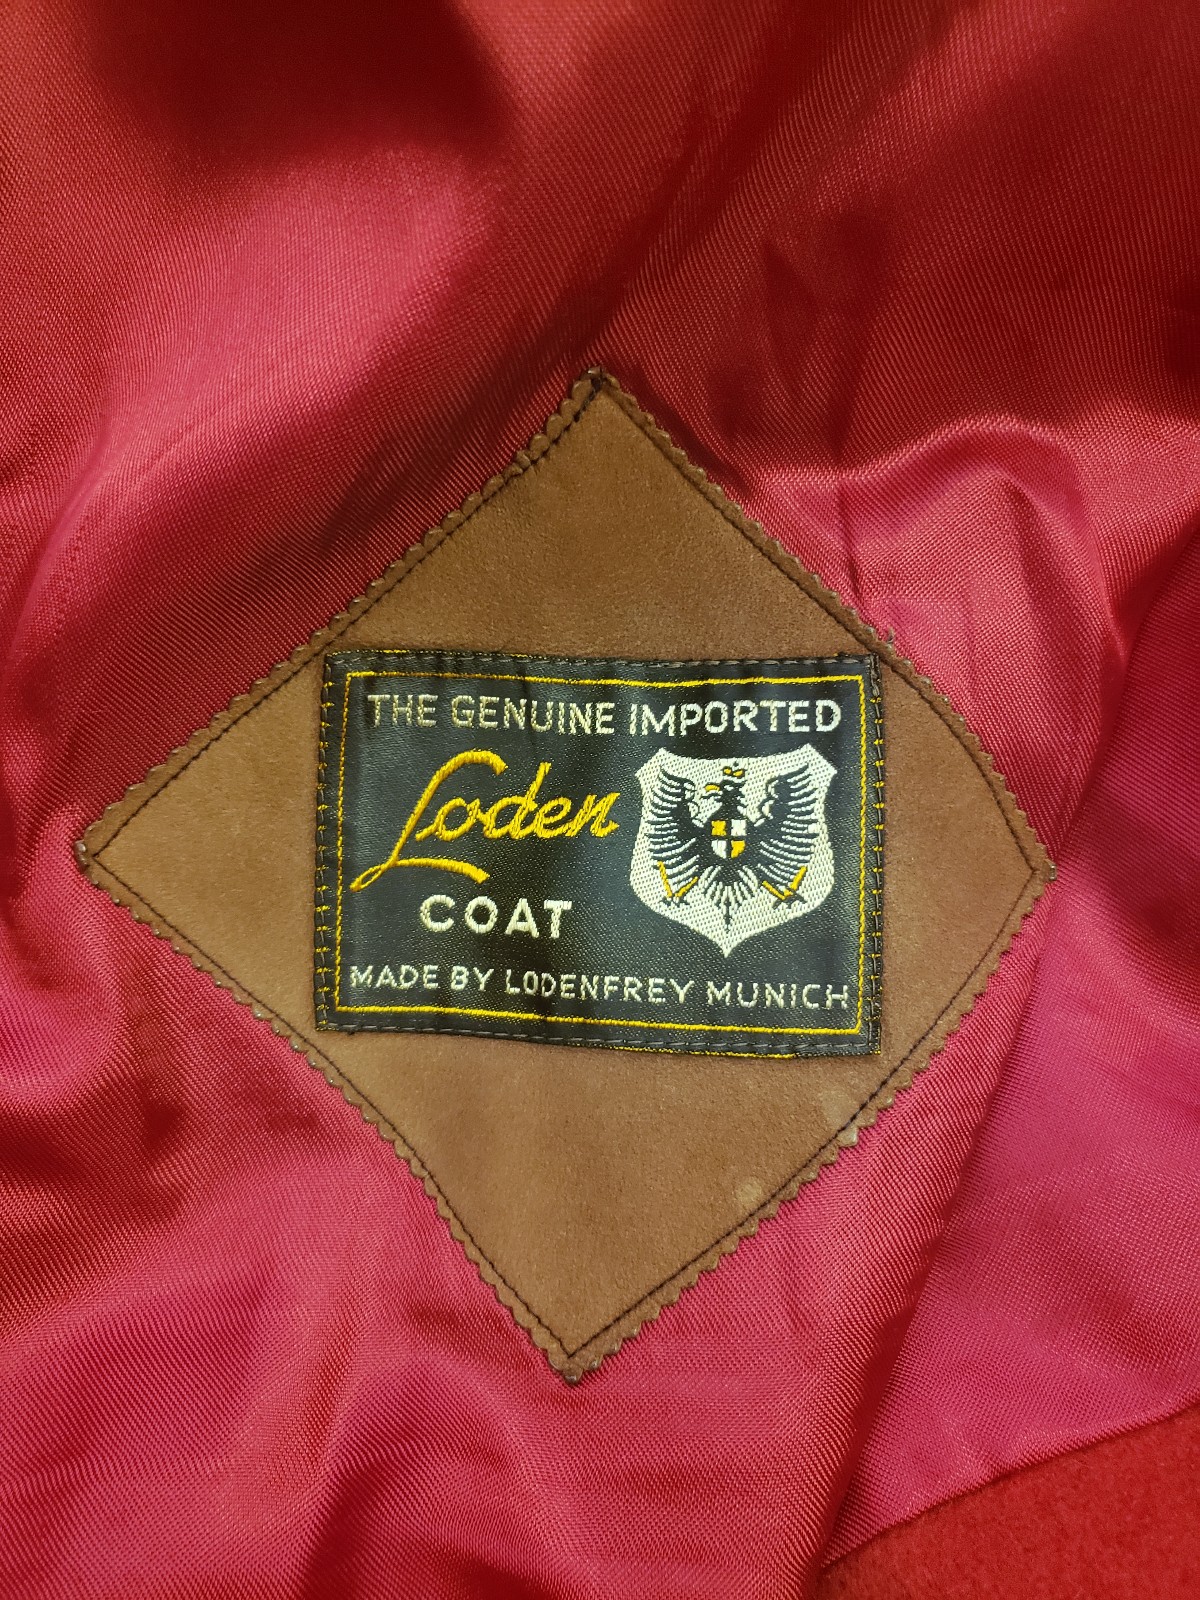 THE GENUINE IMPORTED
Loden
COAT
MADE BY LODENFREY MUNICH